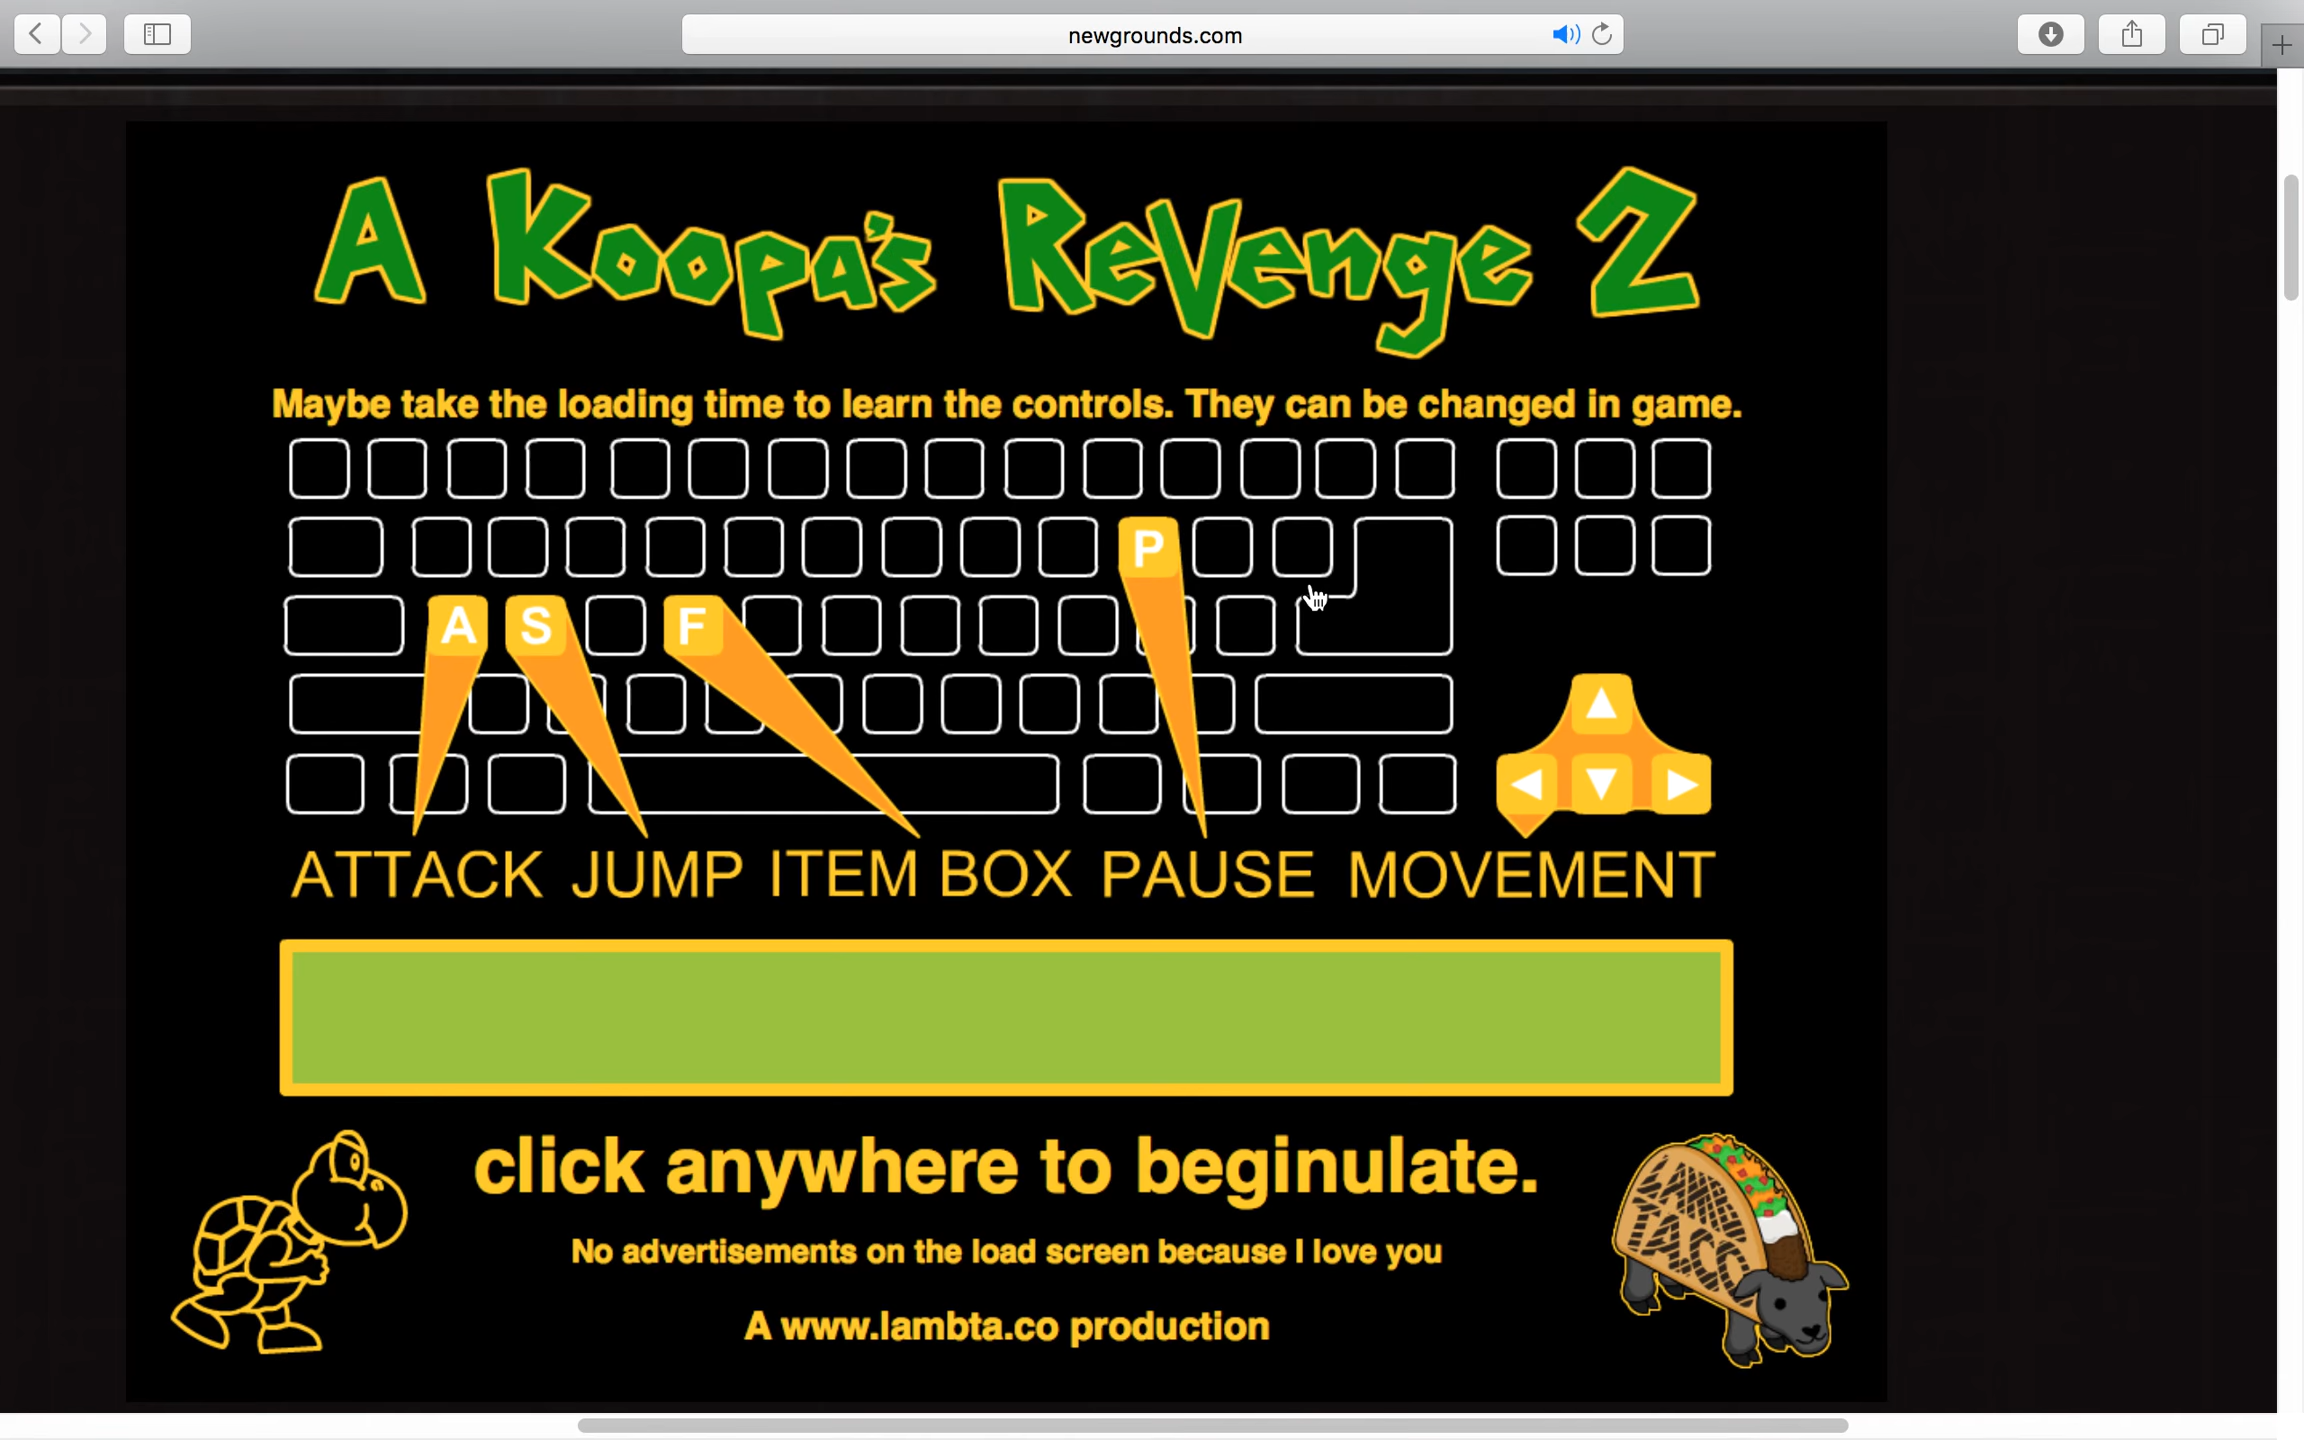 newgrounds.com
A Koopa's Revenge 2
Maybe take the loading time to learn the controls. They can be changed in game.
P
A S F
ATTACK JUMP ITEM BOX PAUSE MOVEMENT
click anywhere to beginulate.
No advertisements on the load screen because I love you
A www.lambta.co production
LAMB
TACO